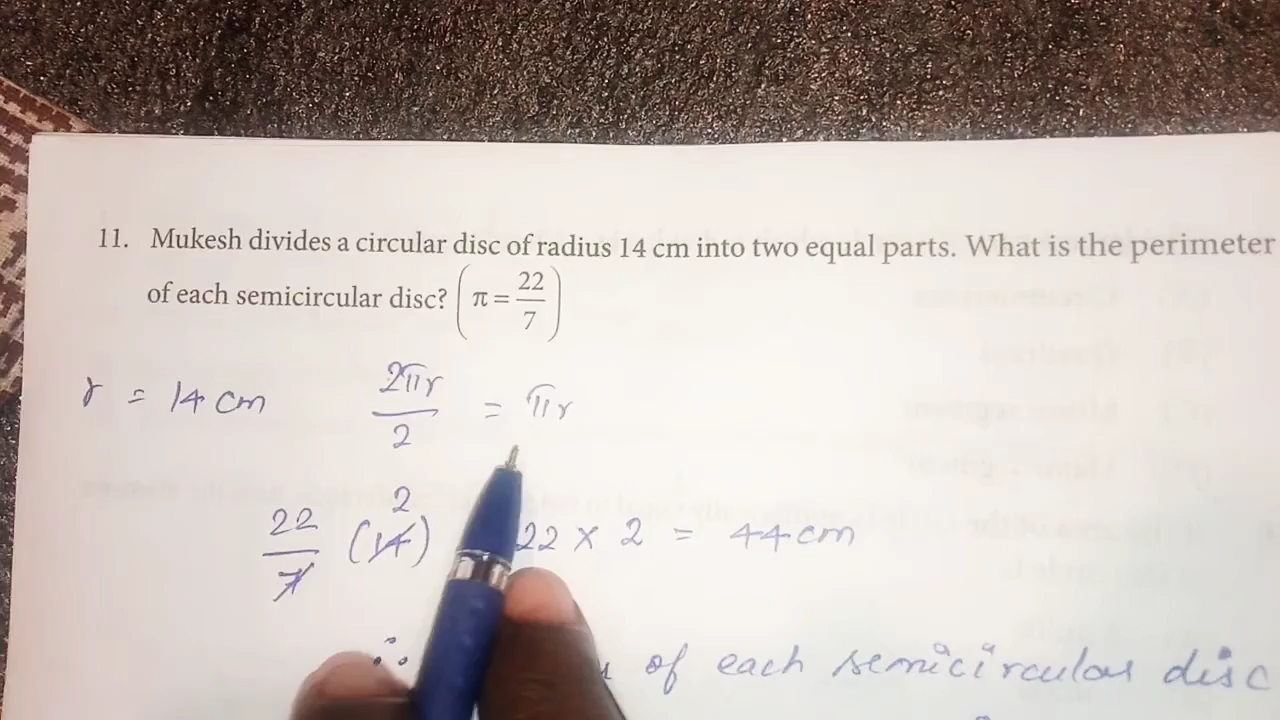 11. Mukesh divides a circular disc of radius 14 cm into two equal parts. What is the perimeter
of each semicircular disc? (π = 22/7)
r = 14 cm 2πr/2 = πr
22/7 (14) 2 22 × 2 = 44 cm
∴ of each semicircular disc